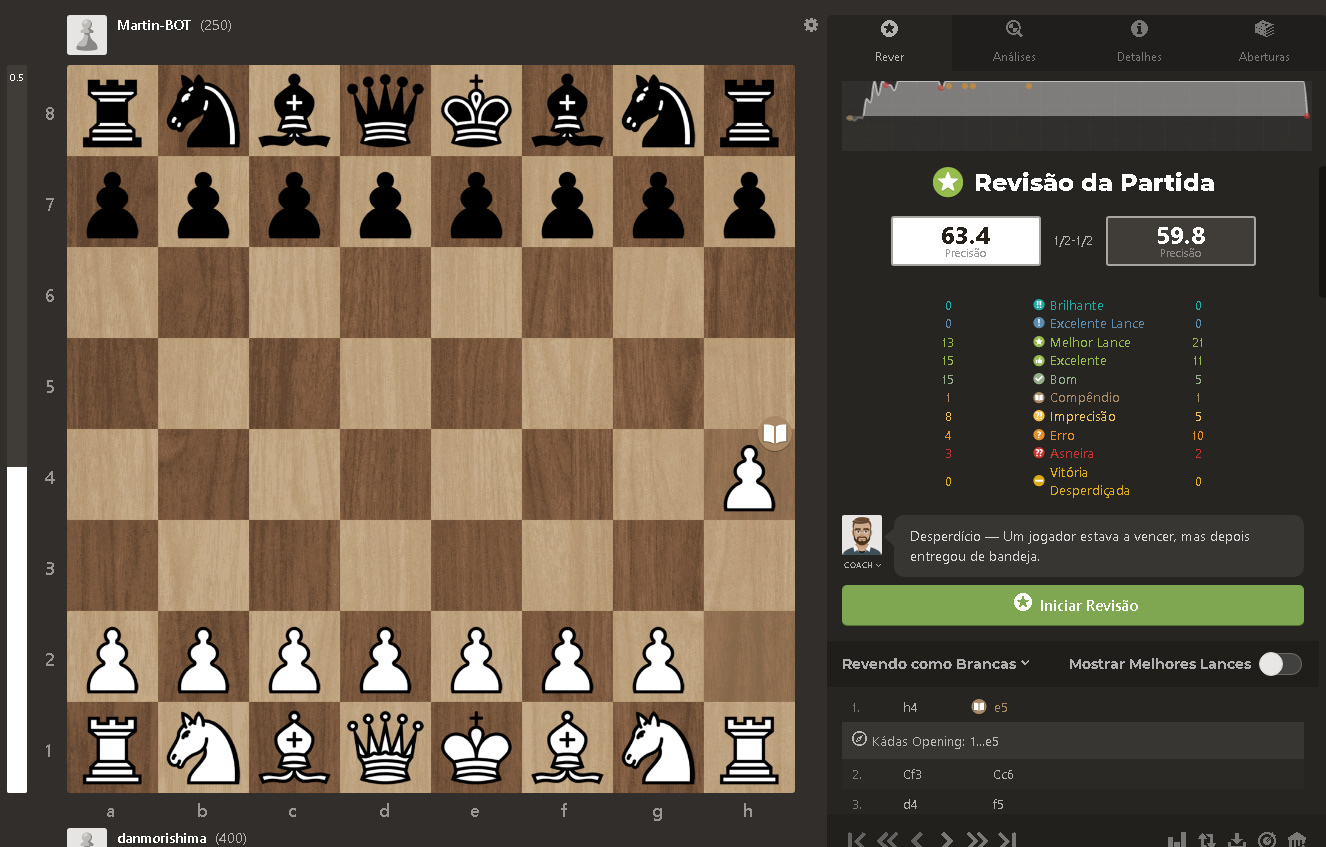 Martin-BOT (250)
0.5
8
7
6
5
4
3
2
1
a b c d e f g h
danmorishima (400)
Rever Análises Detalhes Aberturas
Revisão da Partida
63.4 1/2-1/2 59.8
Precisão Precisão
0 Brilhante 0
0 Excelente Lance 0
13 Melhor Lance 21
15 Excelente 11
15 Bom 5
1 Compêndio 1
8 Imprecisão 5
4 Erro 10
3 Asneira 2
0 Vitória 0
Desperdiçada
Desperdício — Um jogador estava a vencer, mas depois
entregou de bandeja.
COACH
Iniciar Revisão
Revendo como Brancas Mostrar Melhores Lances
1. h4 e5
Kádas Opening: 1...e5
2. Cf3 Cc6
3. d4 f5